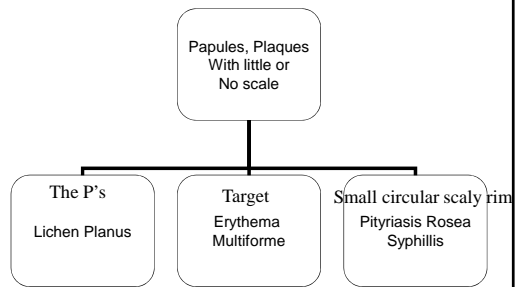 Papules, Plaques
With little or
No scale
The P's
Lichen Planus
Target
Erythema
Multiforme
Small circular scaly rim
Pityriasis Rosea
Syphillis